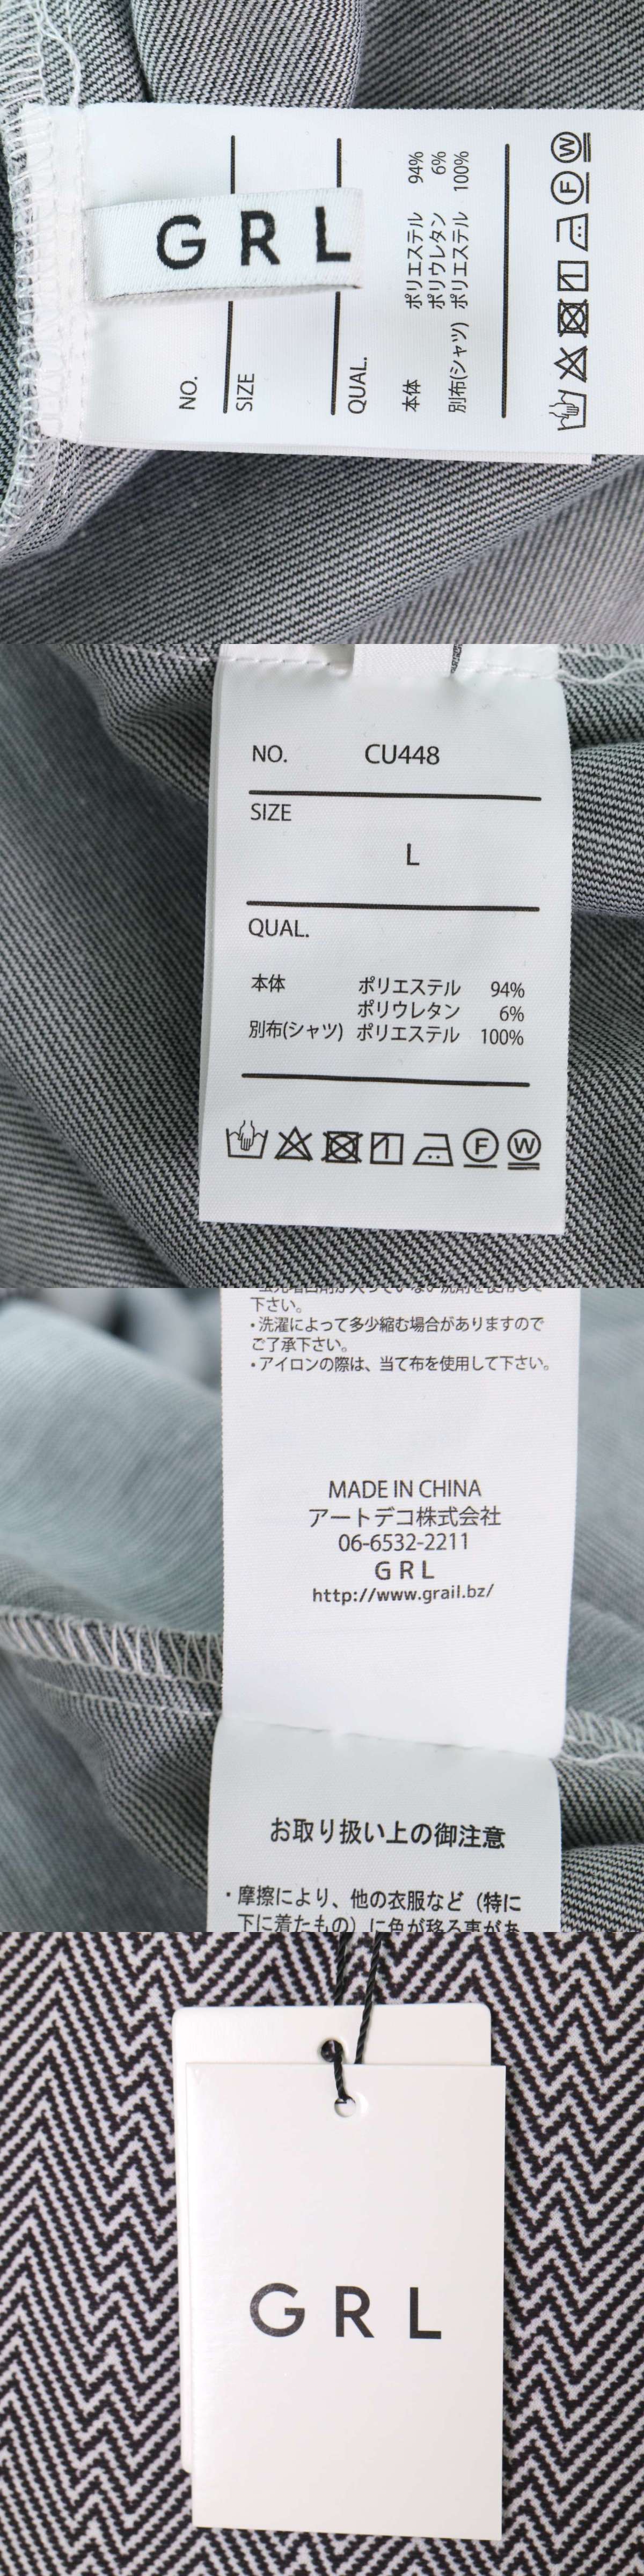 GRL
NO.
SIZE
QUAL.
本体 ポリエステル 94%
ポリウレタン 6%
別布(シャツ) ポリエステル 100%
F W
NO. CU448
SIZE
L
QUAL.
本体 ポリエステル 94%
ポリウレタン 6%
別布(シャツ) ポリエステル 100%
F W
下さい。
・洗濯によって多少縮む場合がありますので
ご了承下さい。
・アイロンの際は、当て布を使用して下さい。
MADE IN CHINA
アートデコ株式会社
06-6532-2211
GRL
http://www.grail.bz/
お取り扱い上の御注意
・摩擦により、他の衣服など（特に
下に着たもの）に色が移る事があ
GRL